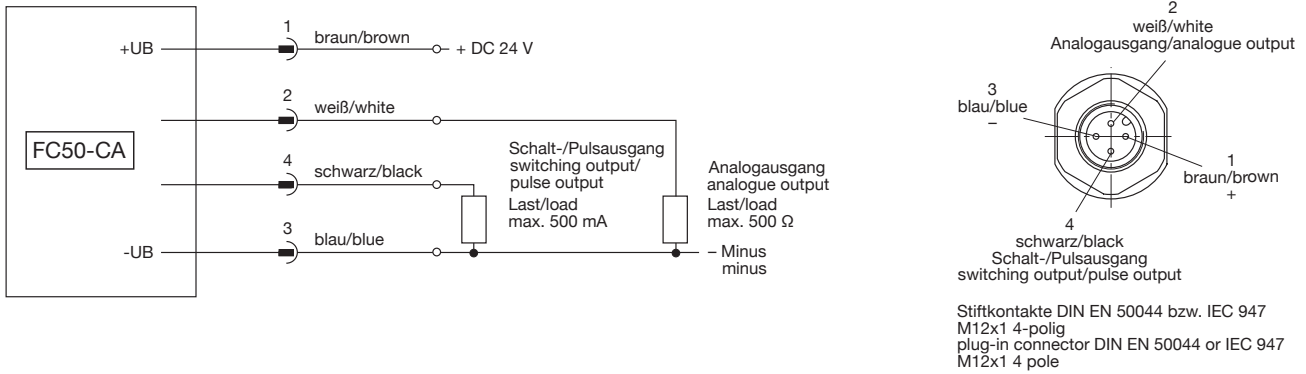 FC50-CA
+UB
1
braun/brown
+ DC 24 V
2
weiß/white
4
schwarz/black
Schalt-/Pulsausgang
switching output/
pulse output
Last/load
max. 500 mA
Analogausgang
analogue output
Last/load
max. 500 Ω
-UB
3
blau/blue
– Minus
minus
2
weiß/white
Analogausgang/analogue output
3
blau/blue
–
1
braun/brown
+
4
schwarz/black
Schalt-/Pulsausgang
switching output/pulse output
Stiftkontakte DIN EN 50044 bzw. IEC 947
M12x1 4-polig
plug-in connector DIN EN 50044 or IEC 947
M12x1 4 pole